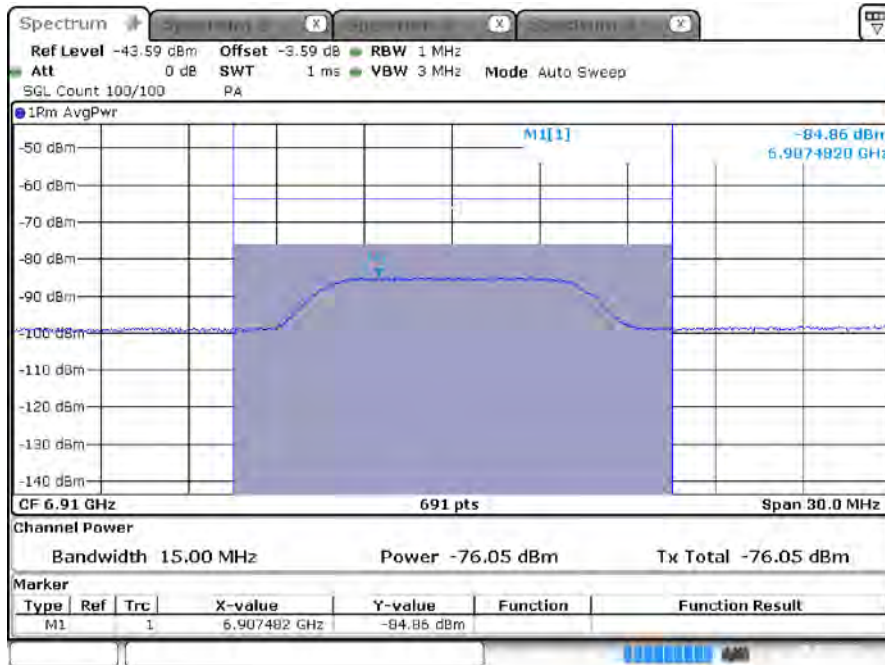 Spectrum
Ref Level -43.59 dBm Offset -3.59 dB RBW 1 MHz
Att 0 dB SWT 1 ms VBW 3 MHz Mode Auto Sweep
SGL Count 100/100 PA
1Rm AvgPwr
M1[1] -84.86 dBm
6.9074820 GHz
-50 dBm
-60 dBm
-70 dBm
-80 dBm
-90 dBm
-100 dBm
-110 dBm
-120 dBm
-130 dBm
-140 dBm
CF 6.91 GHz 691 pts Span 30.0 MHz
Channel Power
Bandwidth 15.00 MHz Power -76.05 dBm Tx Total -76.05 dBm
Marker
Type Ref Trc X-value Y-value Function Function Result
M1 1 6.907482 GHz -84.86 dBm